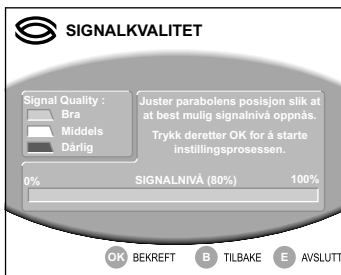 SIGNALKVALITET
Signal Quality :
Bra
Middels
Dårlig
Juster parabolens posisjon slik at
at best mulig signalnivå oppnås.
Trykk deretter OK for å starte
instillingsprosessen.
0% SIGNALNIVÅ (80%) 100%
OK BEKREFT B TILBAKE E AVSLUTT